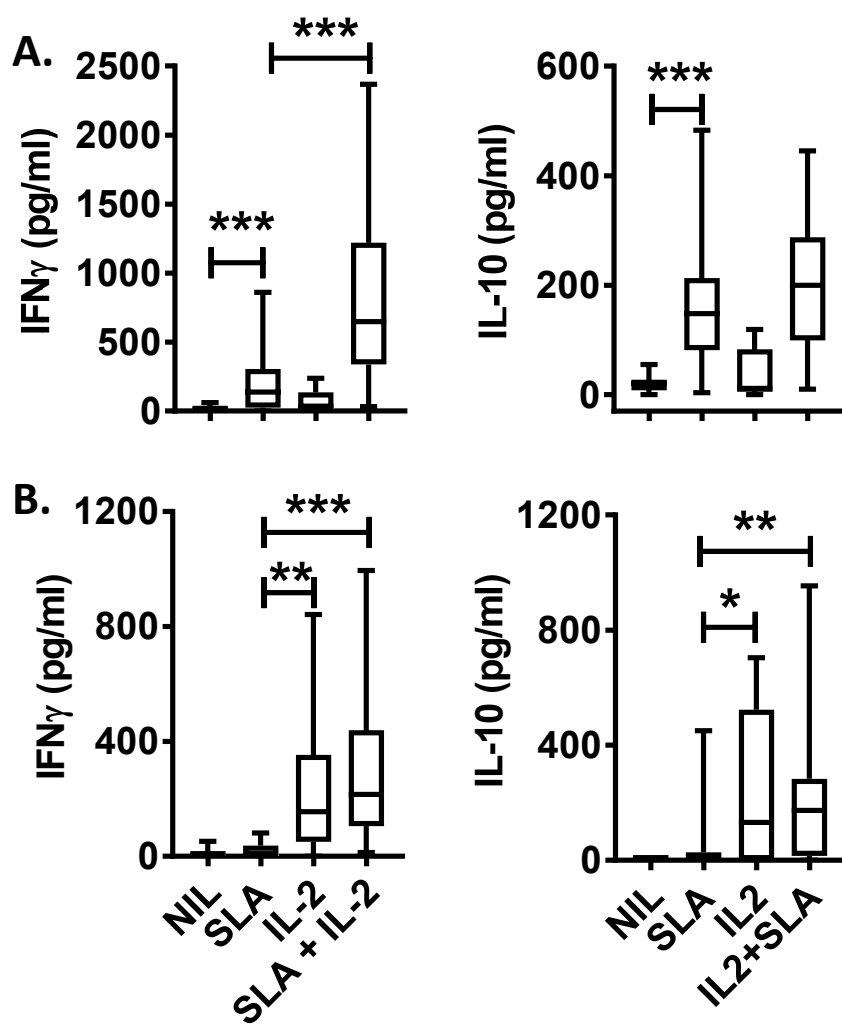 A.
IFNγ (pg/ml)
2500
2000
1500
1000
500
0
***
***
IL-10 (pg/ml)
600
400
200
0
***
B.
IFNγ (pg/ml)
1200
800
400
0
***
**
NIL
SLA
IL-2
SLA + IL-2
IL-10 (pg/ml)
1200
800
400
0
**
*
NIL
SLA
IL2
IL2+SLA